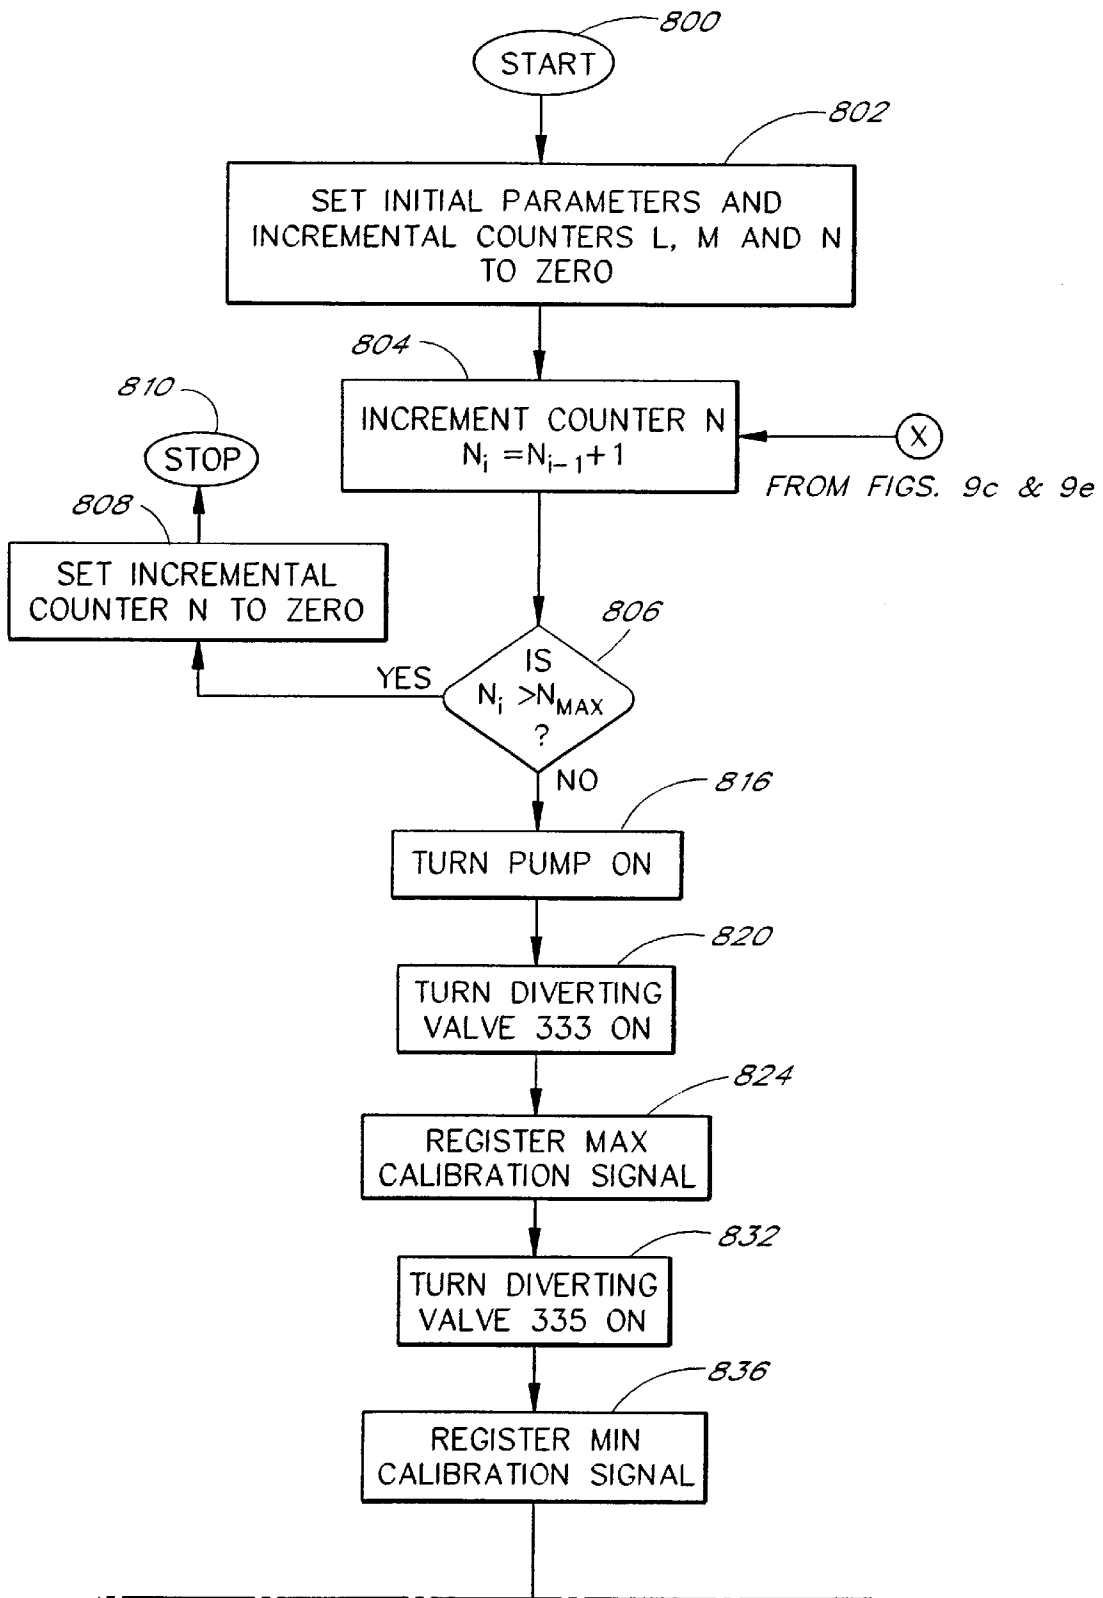 800
START
802
SET INITIAL PARAMETERS AND
INCREMENTAL COUNTERS L, M AND N
TO ZERO
804
INCREMENT COUNTER N
Nᵢ =Nᵢ₋₁+1
X
FROM FIGS. 9c & 9e
810
STOP
808
SET INCREMENTAL
COUNTER N TO ZERO
806
IS
Nᵢ >N_MAX
?
YES
NO
816
TURN PUMP ON
820
TURN DIVERTING
VALVE 333 ON
824
REGISTER MAX
CALIBRATION SIGNAL
832
TURN DIVERTING
VALVE 335 ON
836
REGISTER MIN
CALIBRATION SIGNAL